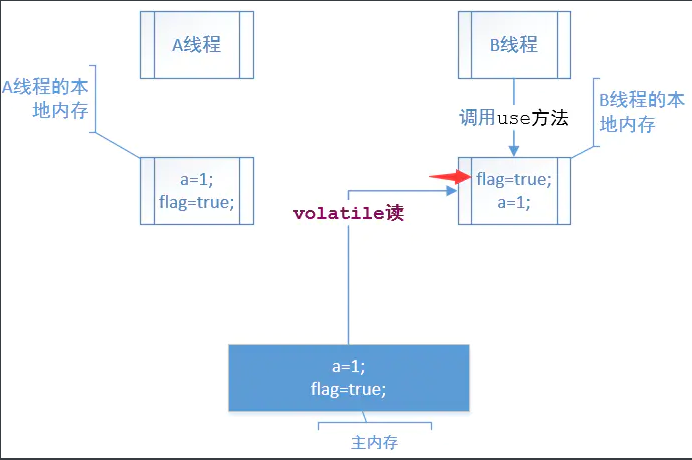 A线程
B线程
A线程的本
地内存
B线程的本
地内存
调用use方法
a=1;
flag=true;
flag=true;
a=1;
volatile读
a=1;
flag=true;
主内存